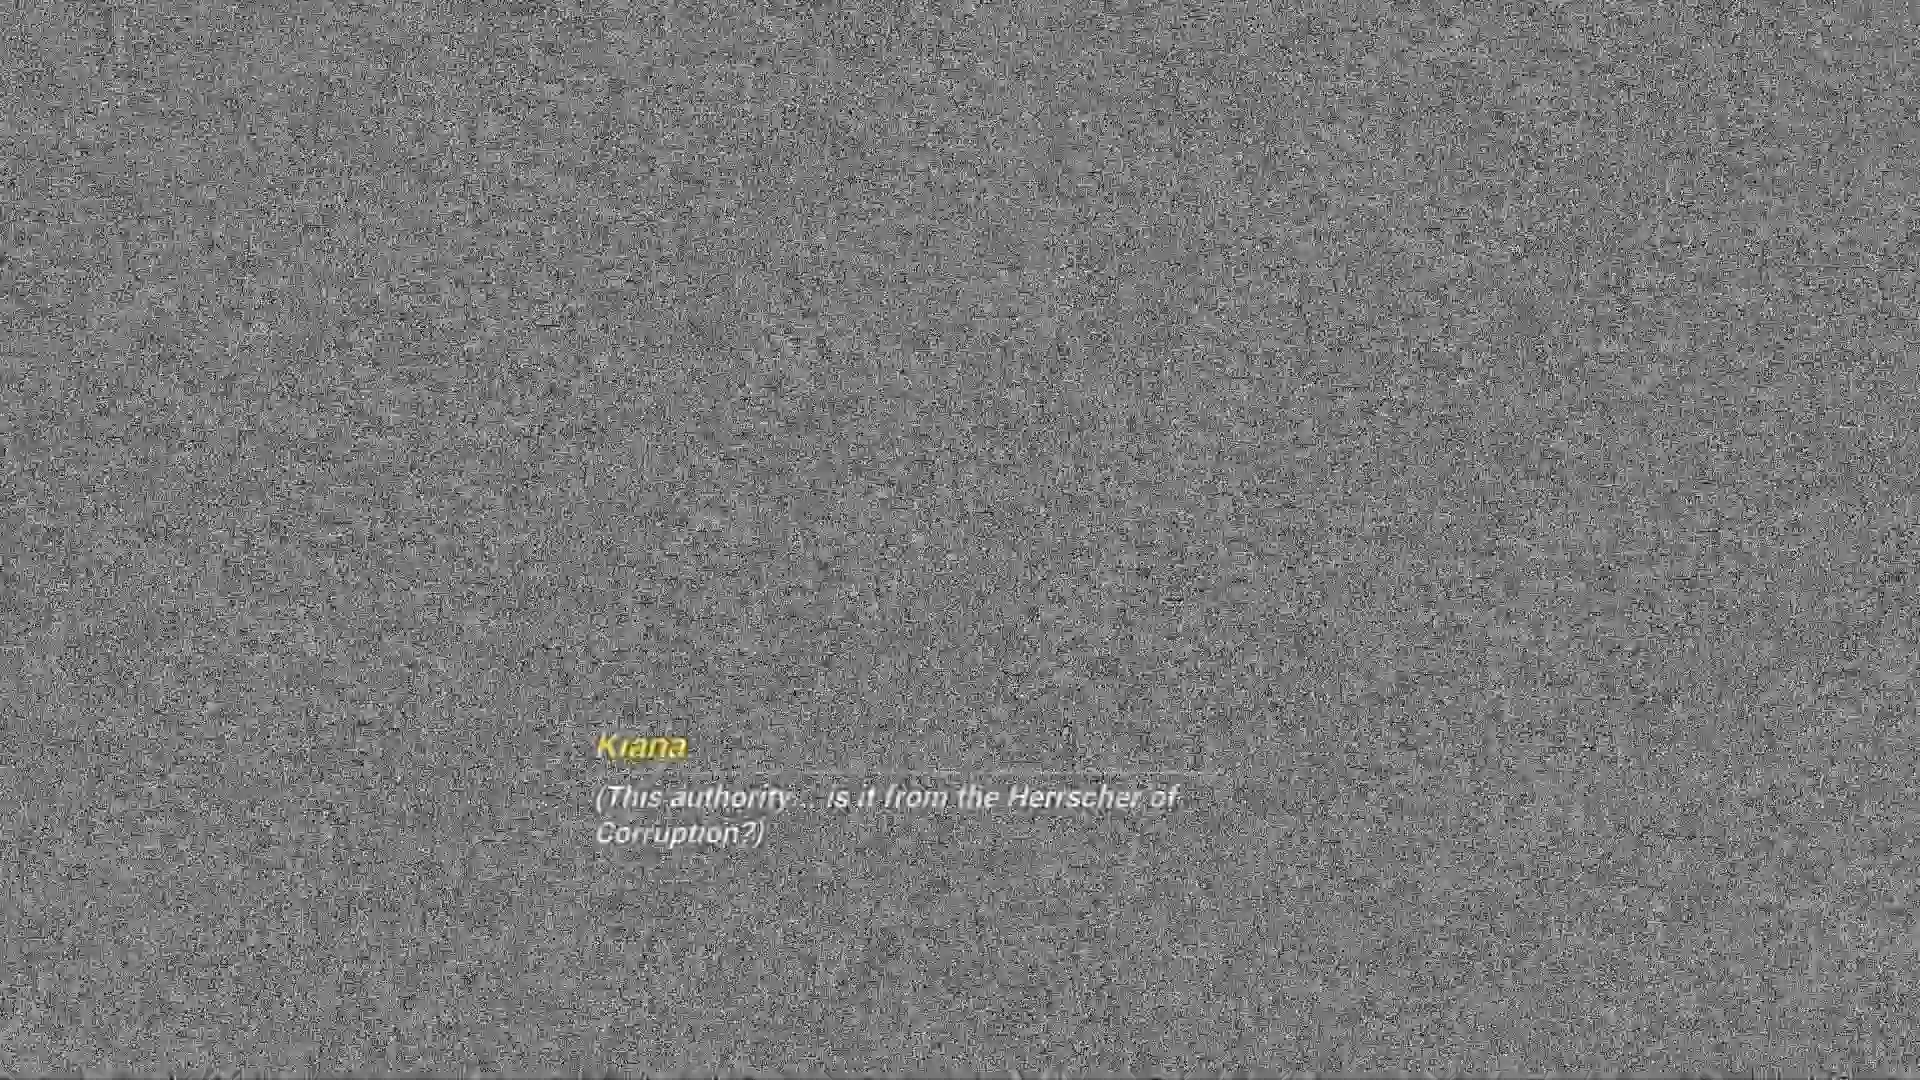 Kiana
(This authority... is it from the Herrscher of
Corruption?)